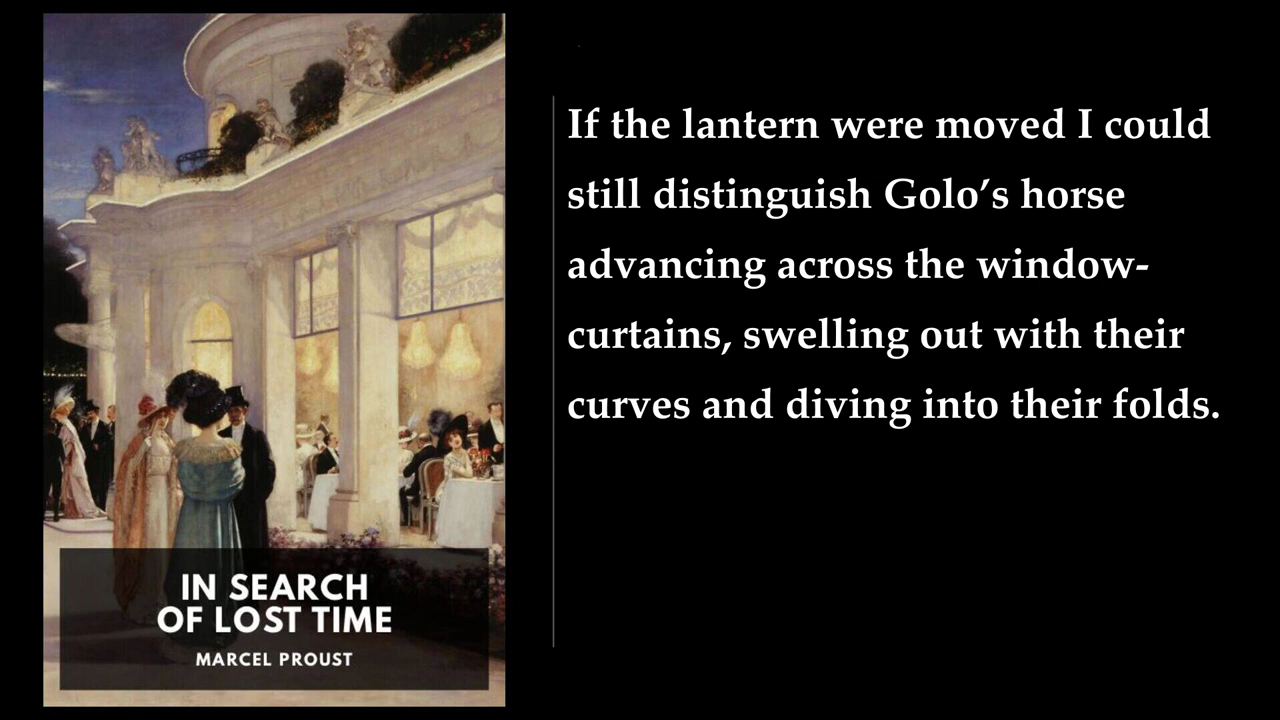 If the lantern were moved I could
still distinguish Golo’s horse
advancing across the window-
curtains, swelling out with their
curves and diving into their folds.
IN SEARCH
OF LOST TIME
MARCEL PROUST